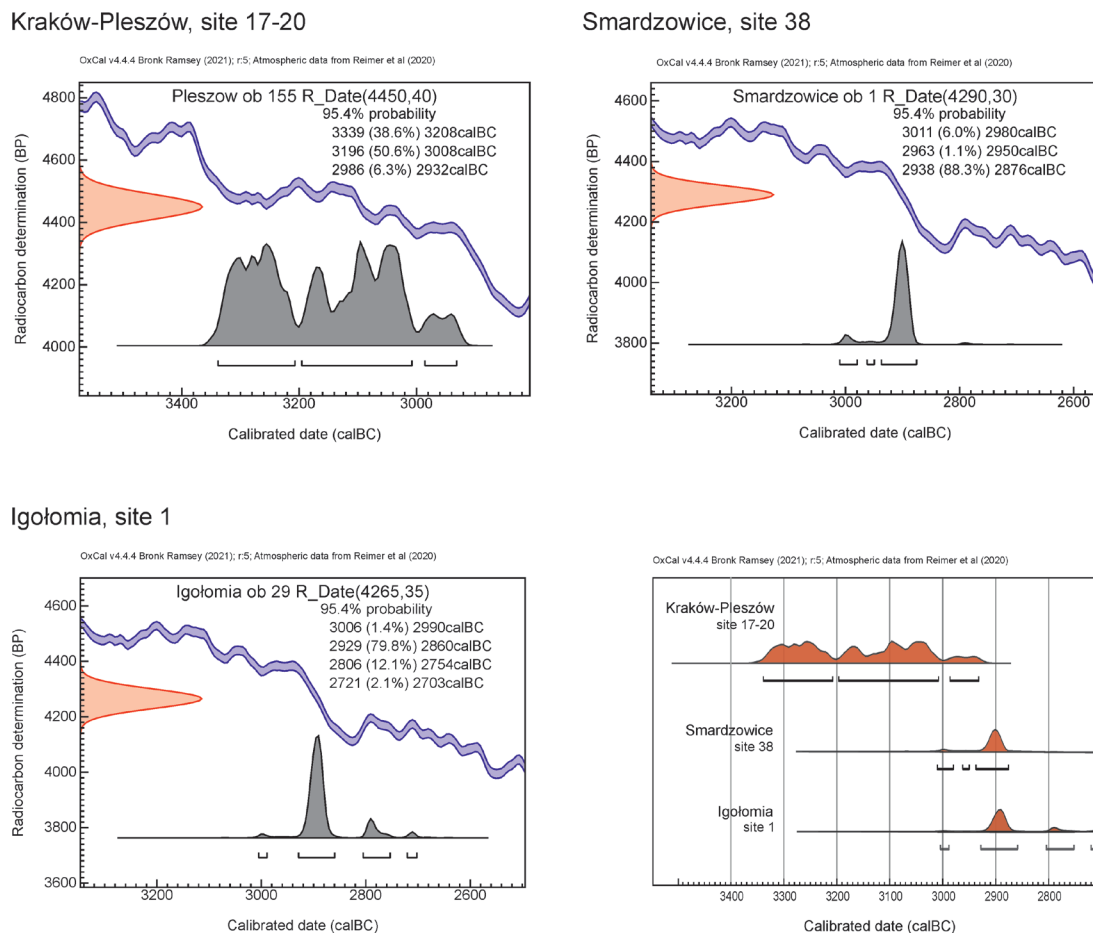 Kraków-Pleszów, site 17-20
OxCal v4.4.4 Bronk Ramsey (2021); r:5; Atmospheric data from Reimer et al (2020)
Pleszow ob 155 R_Date(4450,40)
95.4% probability
3339 (38.6%) 3208calBC
3196 (50.6%) 3008calBC
2986 (6.3%) 2932calBC
Radiocarbon determination (BP)
4800
4600
4400
4200
4000
3400 3200 3000
Calibrated date (calBC)
Smardzowice, site 38
OxCal v4.4.4 Bronk Ramsey (2021); r:5; Atmospheric data from Reimer et al (2020)
Smardzowice ob 1 R_Date(4290,30)
95.4% probability
3011 (6.0%) 2980calBC
2963 (1.1%) 2950calBC
2938 (88.3%) 2876calBC
Radiocarbon determination (BP)
4600
4400
4200
4000
3800
3200 3000 2800 2600
Calibrated date (calBC)
Igołomia, site 1
OxCal v4.4.4 Bronk Ramsey (2021); r:5; Atmospheric data from Reimer et al (2020)
Igołomia ob 29 R_Date(4265,35)
95.4% probability
3006 (1.4%) 2990calBC
2929 (79.8%) 2860calBC
2806 (12.1%) 2754calBC
2721 (2.1%) 2703calBC
Radiocarbon determination (BP)
4600
4400
4200
4000
3800
3600
3200 3000 2800 2600
Calibrated date (calBC)
OxCal v4.4.4 Bronk Ramsey (2021); r:5; Atmospheric data from Reimer et al (2020)
Kraków-Pleszów
site 17-20
Smardzowice
site 38
Igołomia
site 1
3400 3300 3200 3100 3000 2900 2800
Calibrated date (calBC)